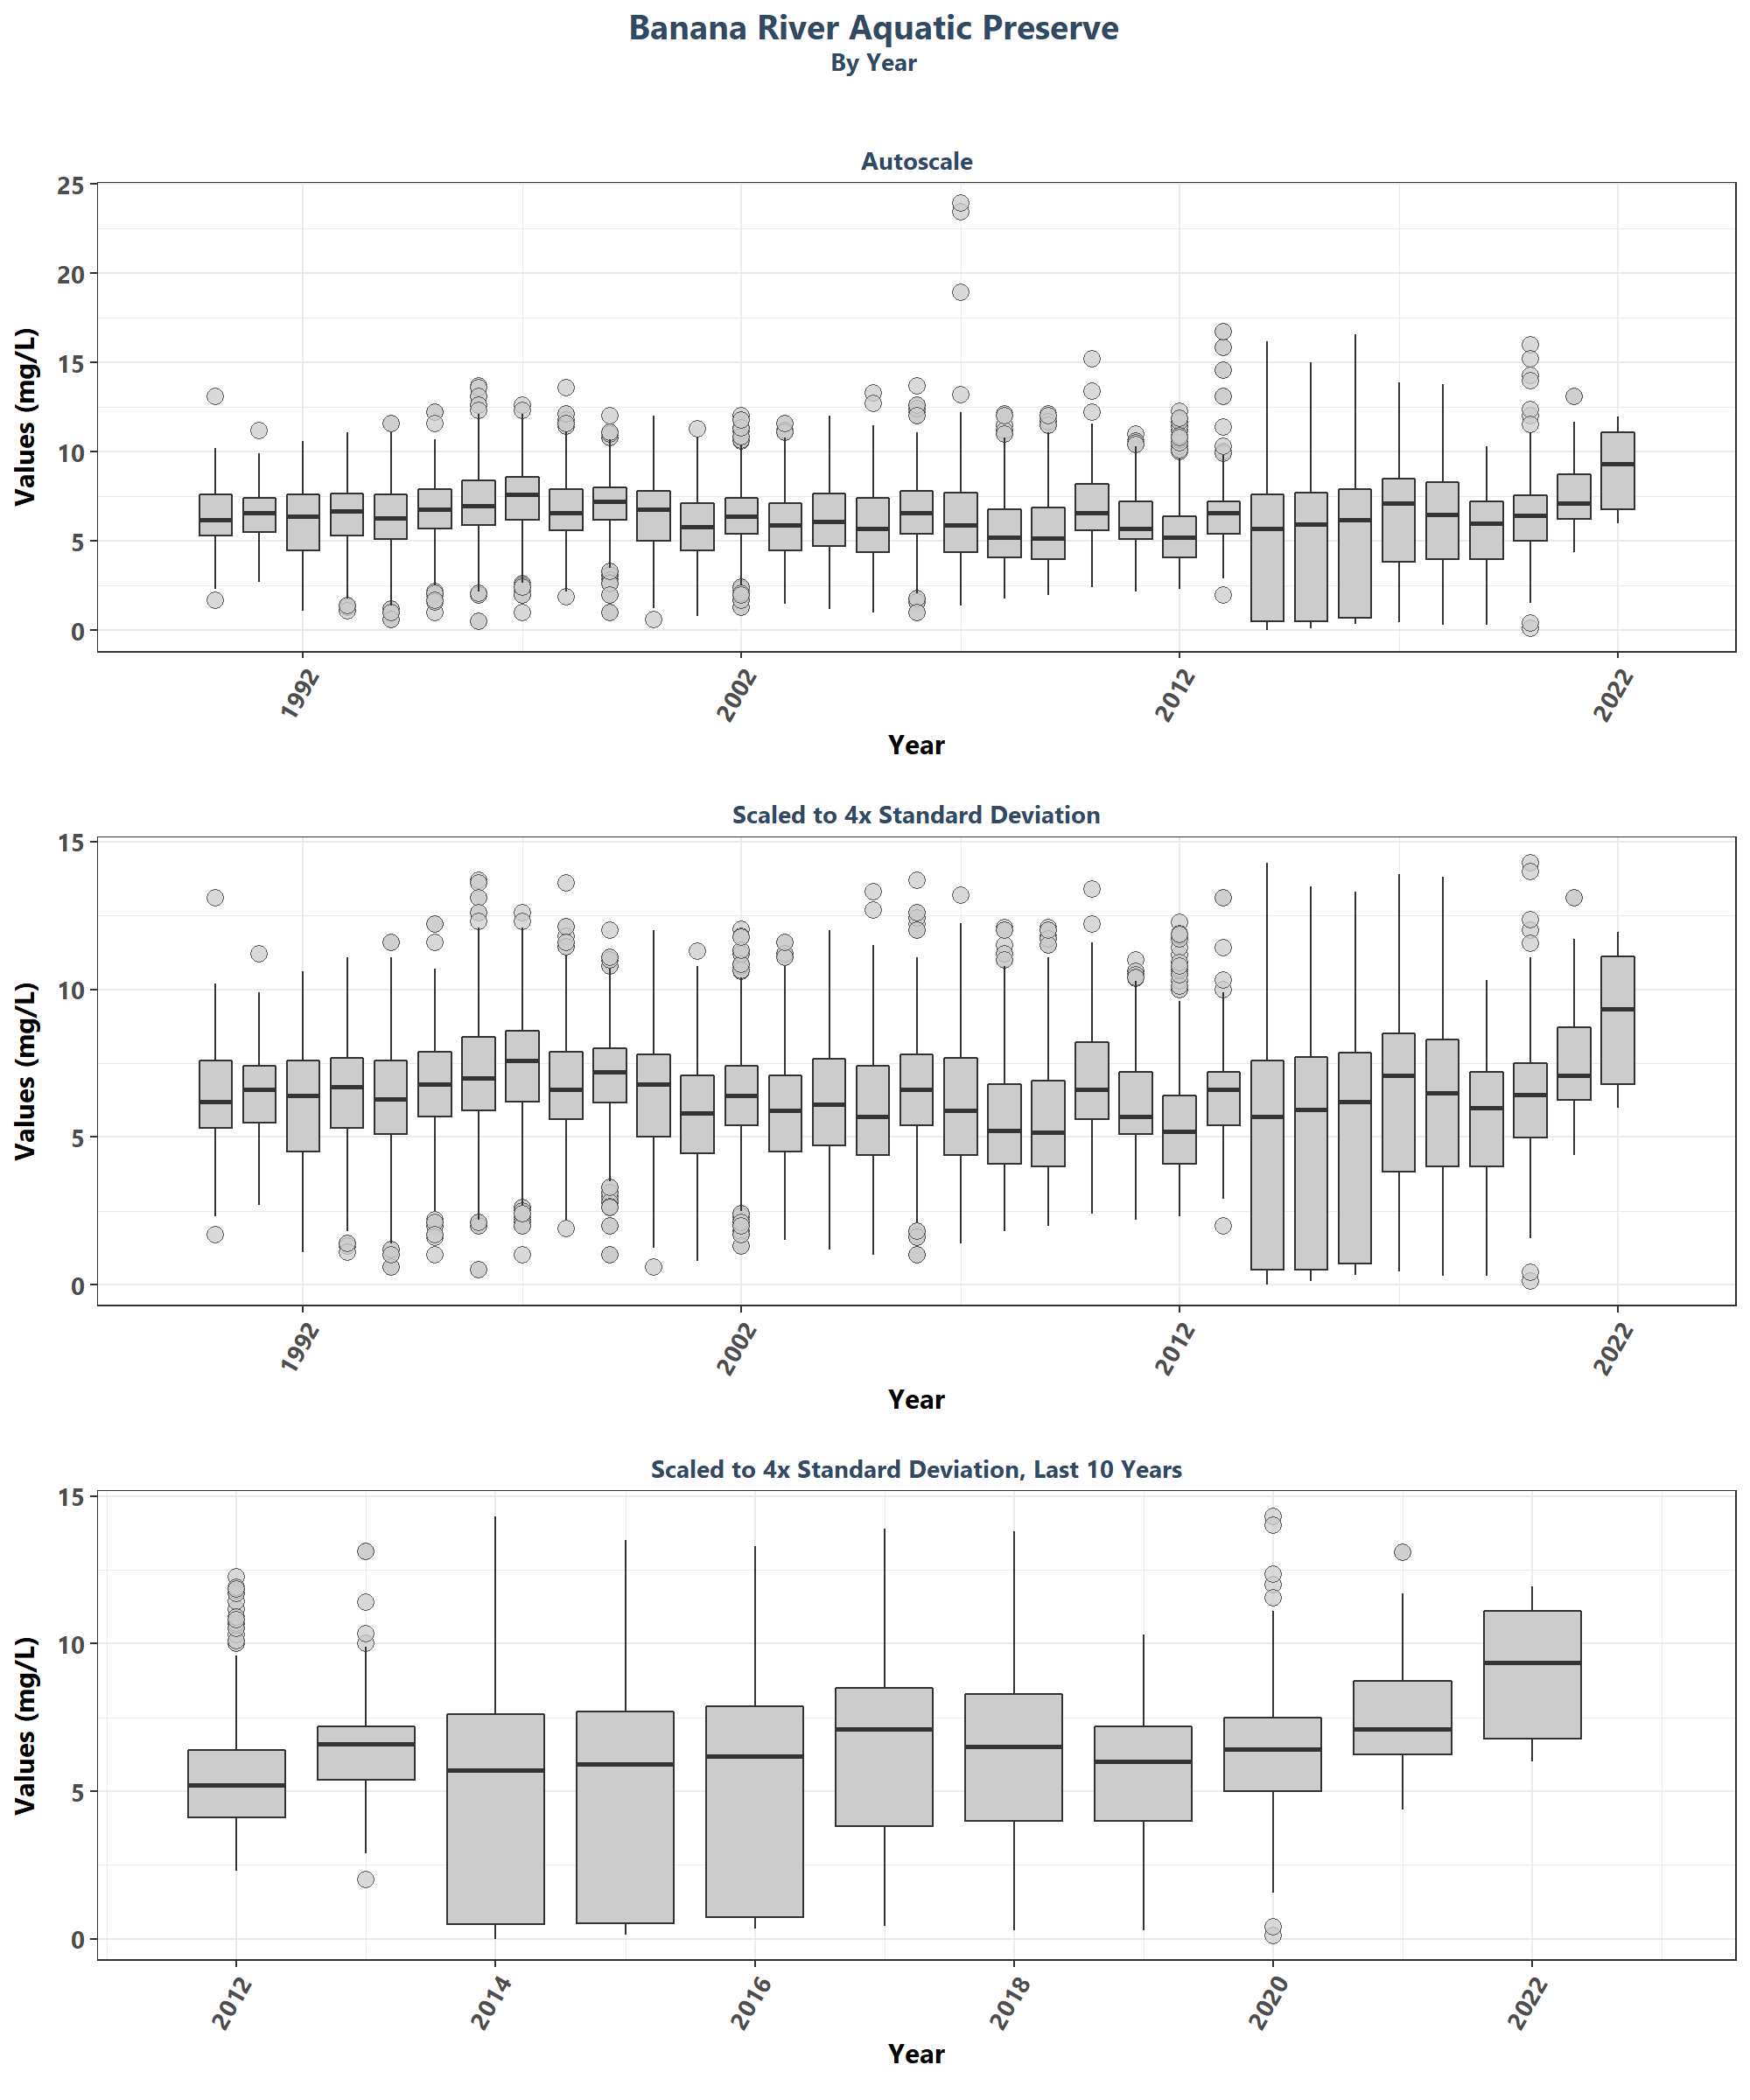 Banana River Aquatic Preserve
By Year
Autoscale
Values (mg/L)
25
20
15
10
5
0
1992
2002
2012
2022
Year
Scaled to 4x Standard Deviation
Values (mg/L)
15
10
5
0
1992
2002
2012
2022
Year
Scaled to 4x Standard Deviation, Last 10 Years
Values (mg/L)
15
10
5
0
2012
2014
2016
2018
2020
2022
Year